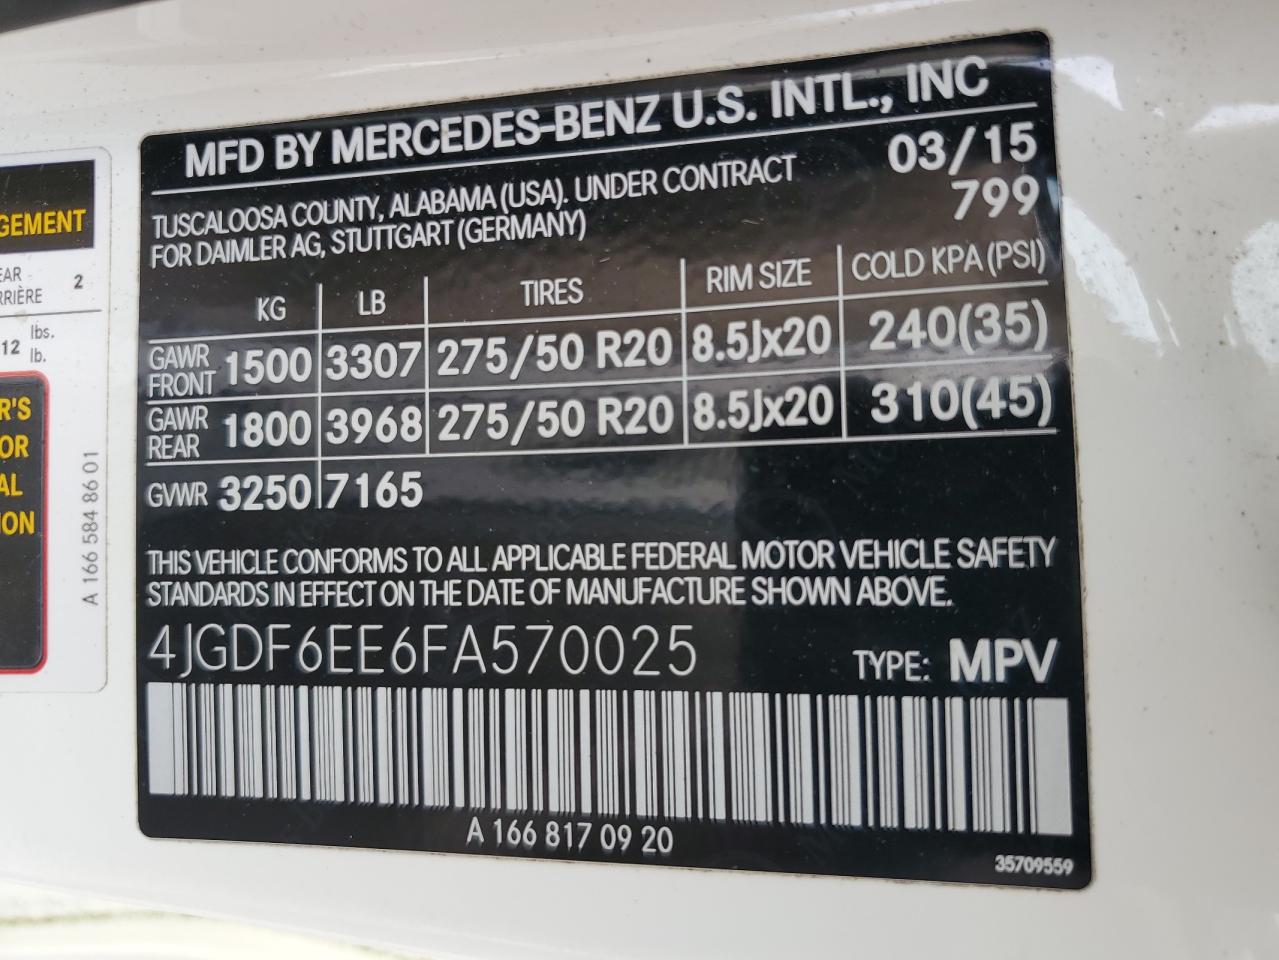 GEMENT
EAR
RRIÈRE
2
lbs.
12
lb.
R'S
OR
AL
ION
A 166 584 86 01
MFD BY MERCEDES-BENZ U.S. INTL., INC
TUSCALOOSA COUNTY, ALABAMA (USA). UNDER CONTRACT 03/15
FOR DAIMLER AG, STUTTGART (GERMANY) 799
KG LB TIRES RIM SIZE COLD KPA (PSI)
GAWR FRONT 1500 3307 275/50 R20 8.5Jx20 240(35)
GAWR REAR 1800 3968 275/50 R20 8.5Jx20 310(45)
GVWR 3250 7165
THIS VEHICLE CONFORMS TO ALL APPLICABLE FEDERAL MOTOR VEHICLE SAFETY
STANDARDS IN EFFECT ON THE DATE OF MANUFACTURE SHOWN ABOVE.
4JGDF6EE6FA570025 TYPE: MPV
A 166 817 09 20
35709559